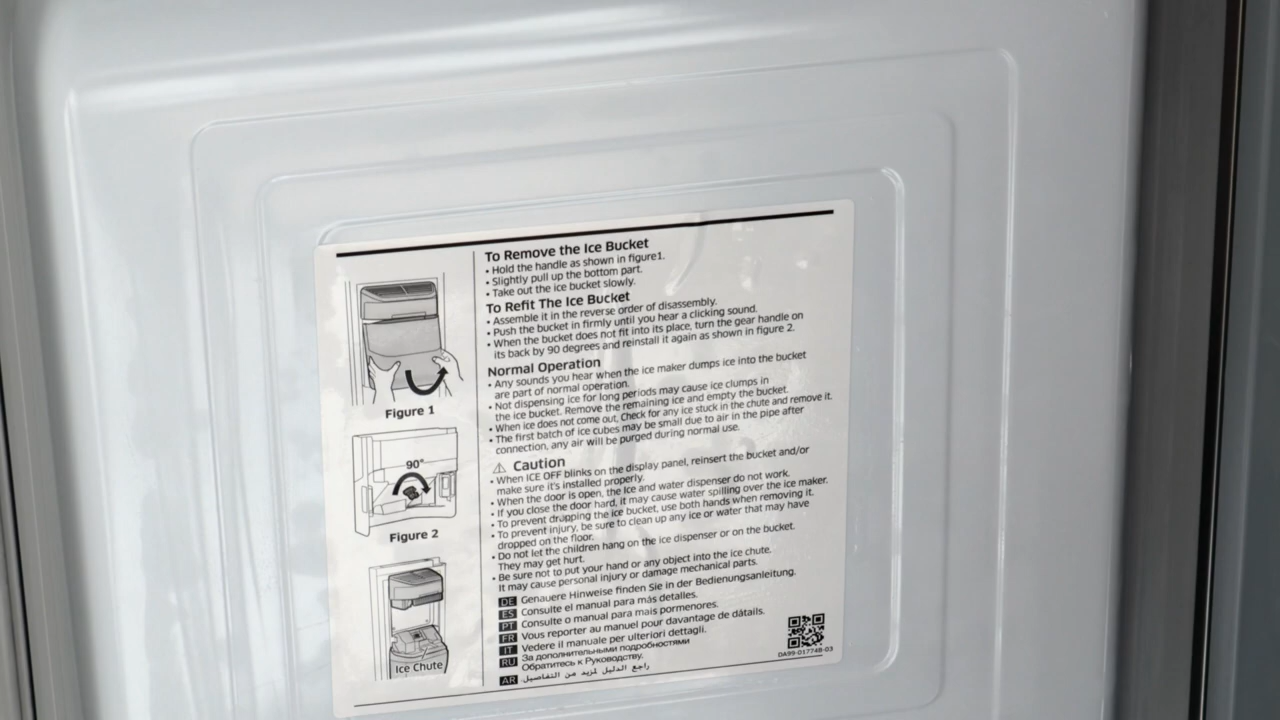 To Remove the Ice Bucket
• Hold the handle as shown in figure1.
• Slightly pull up the bottom part.
• Take out the ice bucket slowly.
To Refit The Ice Bucket
• Assemble it in the reverse order of disassembly.
• Push the bucket in firmly until you hear a clicking sound.
• When the bucket does not fit into its place, turn the gear handle on
its back by 90 degrees and reinstall it again as shown in figure 2.
Normal Operation
• Any sounds you hear when the ice maker dumps ice into the bucket
are part of normal operation.
• Not dispensing ice for long periods may cause ice clumps in
the ice bucket. Remove the remaining ice and empty the bucket.
• When ice does not come out, Check for any ice stuck in the chute and remove it.
• The first batch of ice cubes may be small due to air in the pipe after
connection, any air will be purged during normal use.
⚠ Caution
• When ICE OFF blinks on the display panel, reinsert the bucket and/or
make sure it's installed properly.
• When the door is open, the Ice and water dispenser do not work.
• If you close the door hard, it may cause water spilling over the ice maker.
• To prevent dropping the ice bucket, use both hands when removing it.
• To prevent injury, be sure to clean up any ice or water that may have
dropped on the floor.
• Do not let the children hang on the ice dispenser or on the bucket.
They may get hurt.
• Be sure not to put your hand or any object into the ice chute.
It may cause personal injury or damage mechanical parts.
DE Genauere Hinweise finden Sie in der Bedienungsanleitung.
ES Consulte el manual para más detalles.
PT Consulte o manual para mais pormenores.
FR Vous reporter au manuel pour davantage de dátails.
IT Vedere il manuale per ulteriori dettagli.
RU За дополнительными подробностями
Обратитесь к Руководству.
AR راجع الدليل لمزيد من التفاصيل.
DA99-01774B-03
Figure 1
90°
Figure 2
Ice Chute